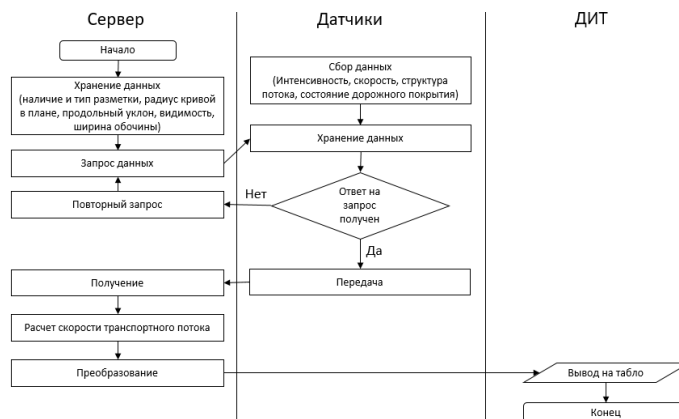 Сервер
Датчики
ДИТ
Начало
Хранение данных
(наличие и тип разметки, радиус кривой
в плане, продольный уклон, видимость,
ширина обочины)
Запрос данных
Повторный запрос
Сбор данных
(Интенсивность, скорость, структура
потока, состояние дорожного покрытия)
Хранение данных
Ответ на
запрос
получен
Нет
Да
Получение
Передача
Расчет скорости транспортного потока
Преобразование
Вывод на табло
Конец